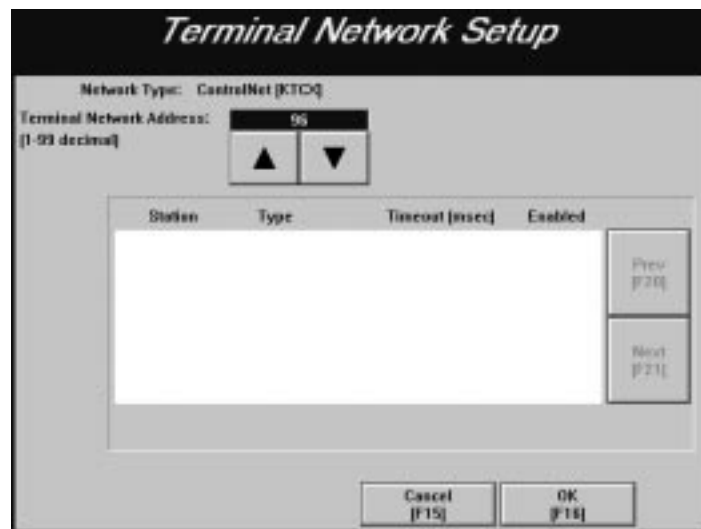 Terminal Network Setup
Network Type: ControlNet [KTCX]
Terminal Network Address: 96
[1-99 decimal]
Station Type Timeout [msec] Enabled
Prev
[F20]
Next
[F21]
Cancel
[F15]
OK
[F16]